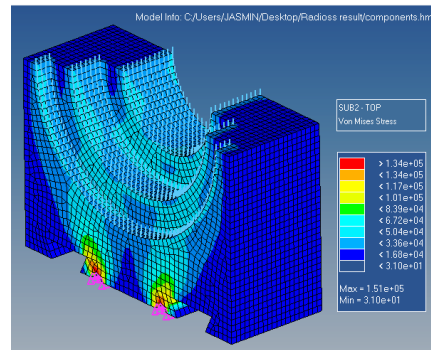 Model Info: C:/Users/JASMIN/Desktop/Radioss result/components.hm
SUB2 - TOP
Von Mises Stress
> 1.34e+05
< 1.34e+05
< 1.17e+05
< 1.01e+05
< 8.39e+04
< 6.72e+04
< 5.04e+04
< 3.36e+04
< 1.68e+04
< 3.10e+01
Max = 1.51e+05
Min = 3.10e+01